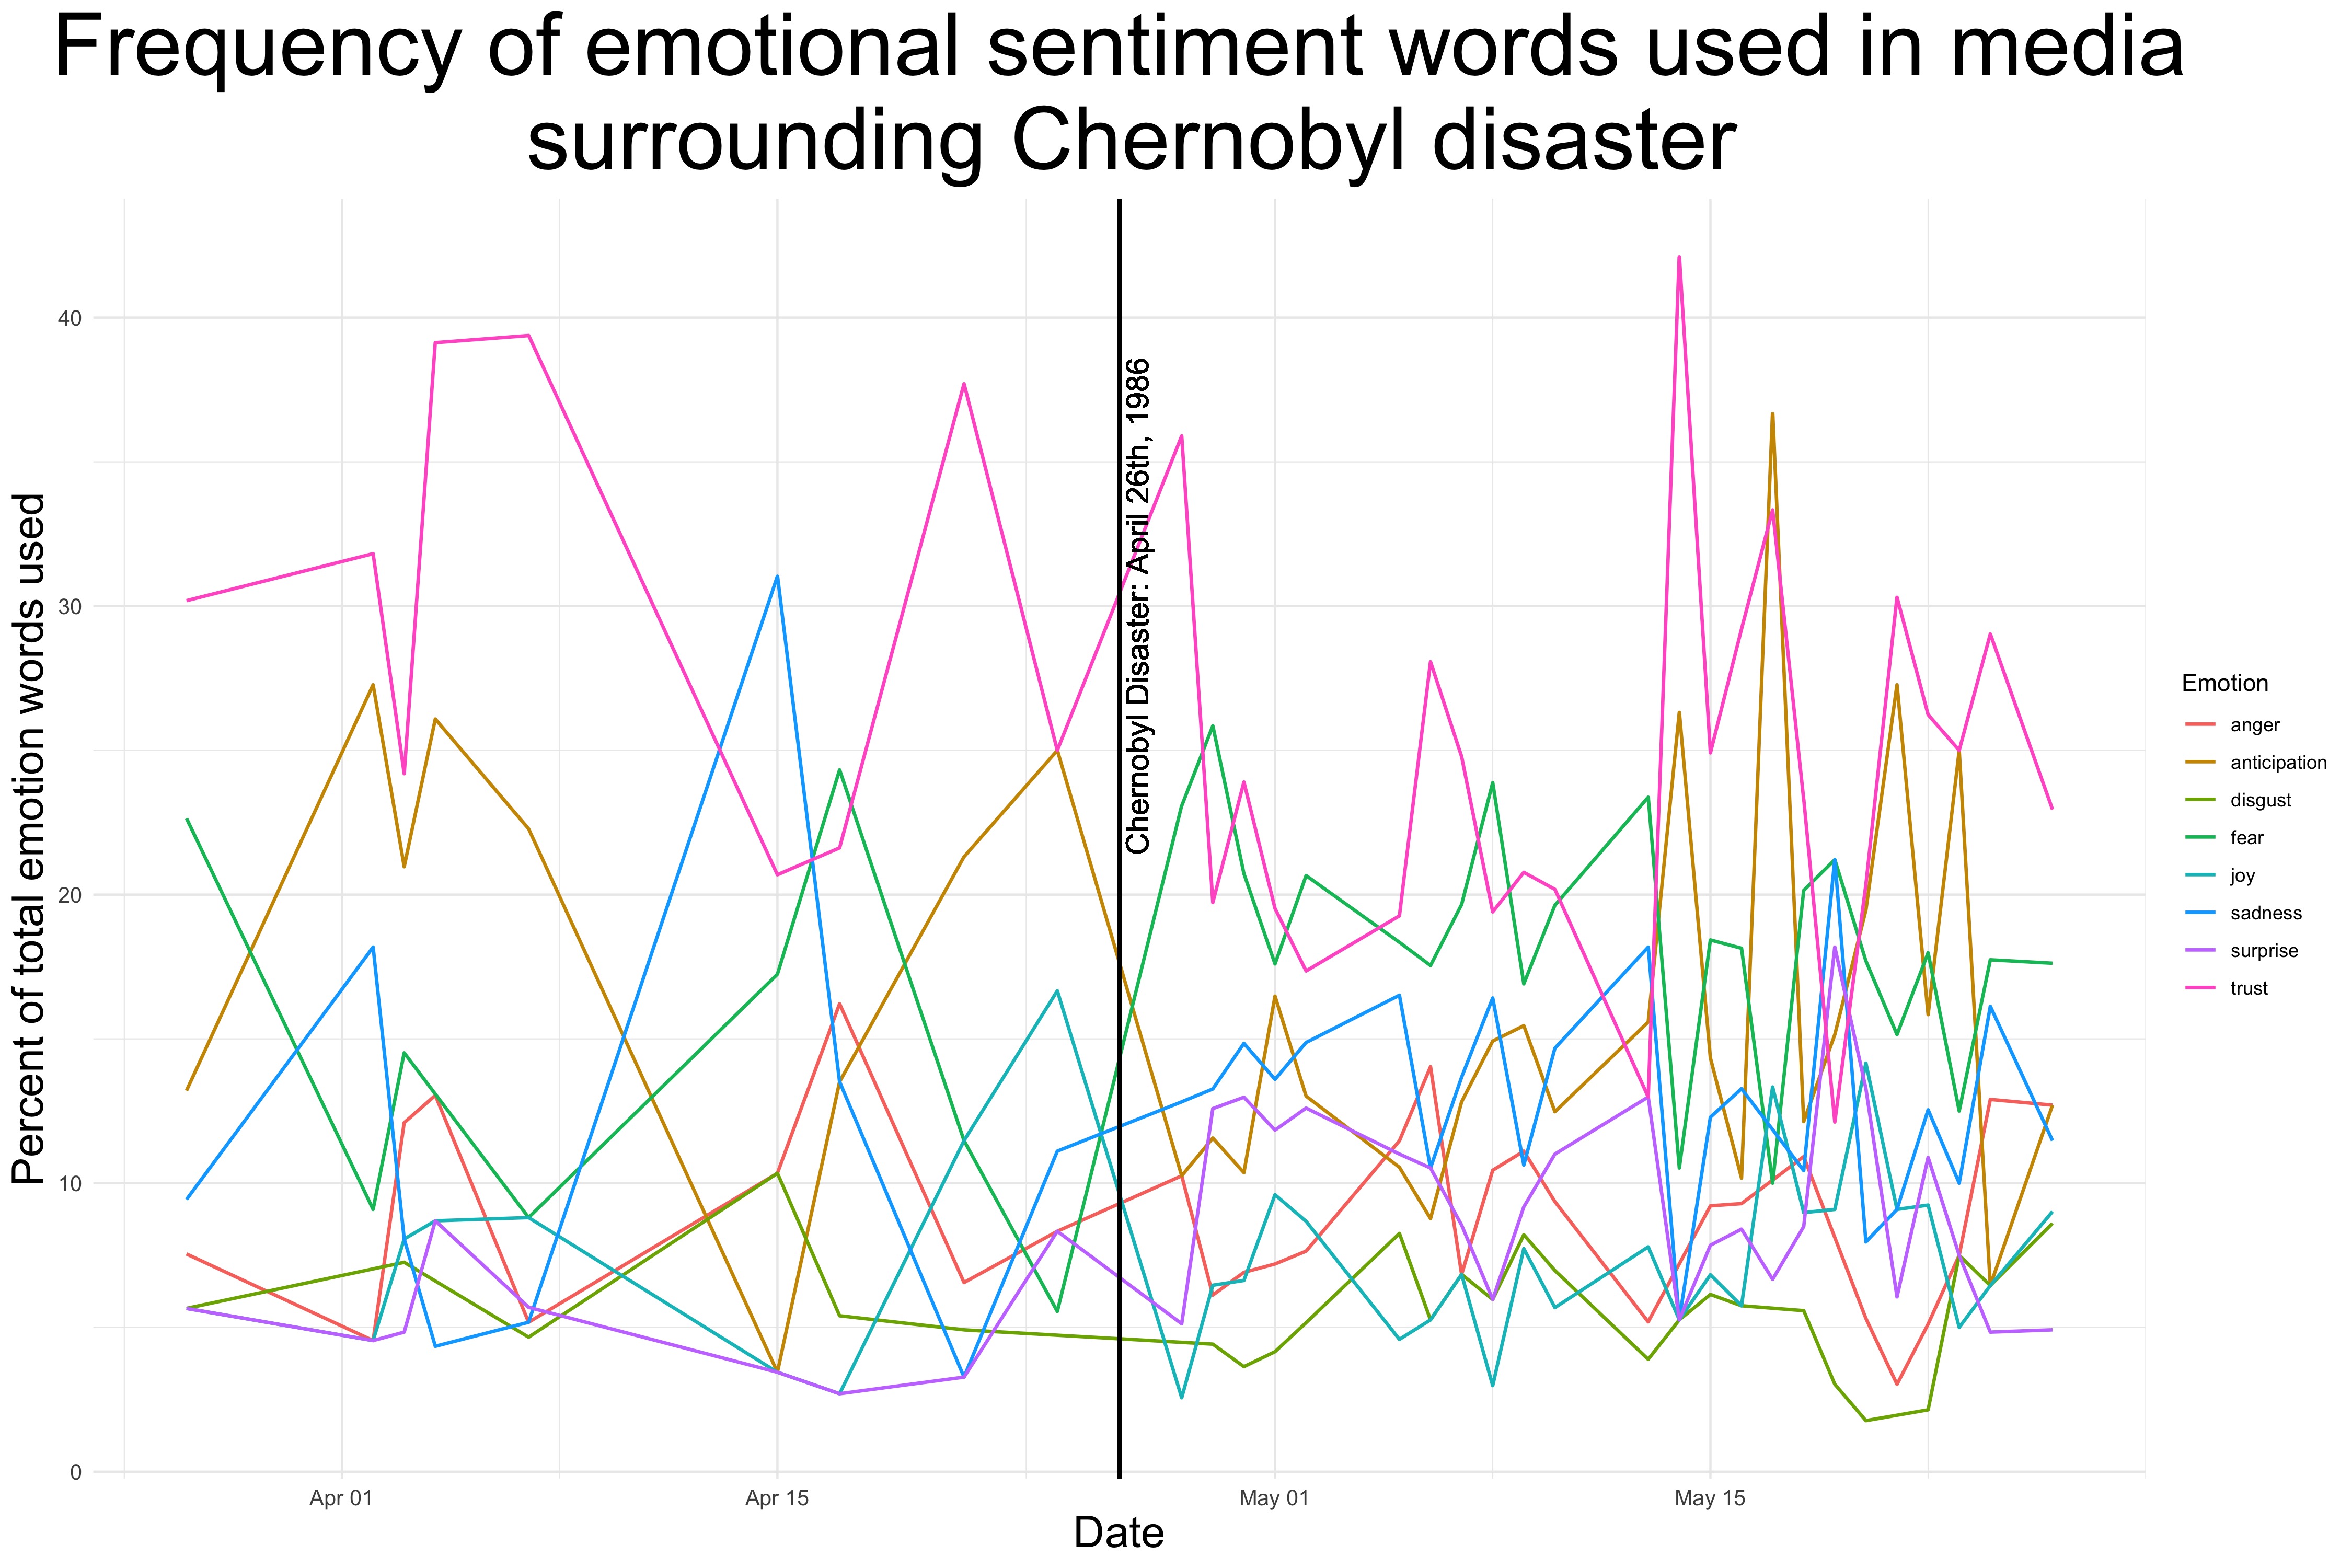 Frequency of emotional sentiment words used in media
surrounding Chernobyl disaster
Percent of total emotion words used
40
30
20
10
0
Chernobyl Disaster: April 26th, 1986
Apr 01
Apr 15
May 01
May 15
Date
Emotion
anger
anticipation
disgust
fear
joy
sadness
surprise
trust